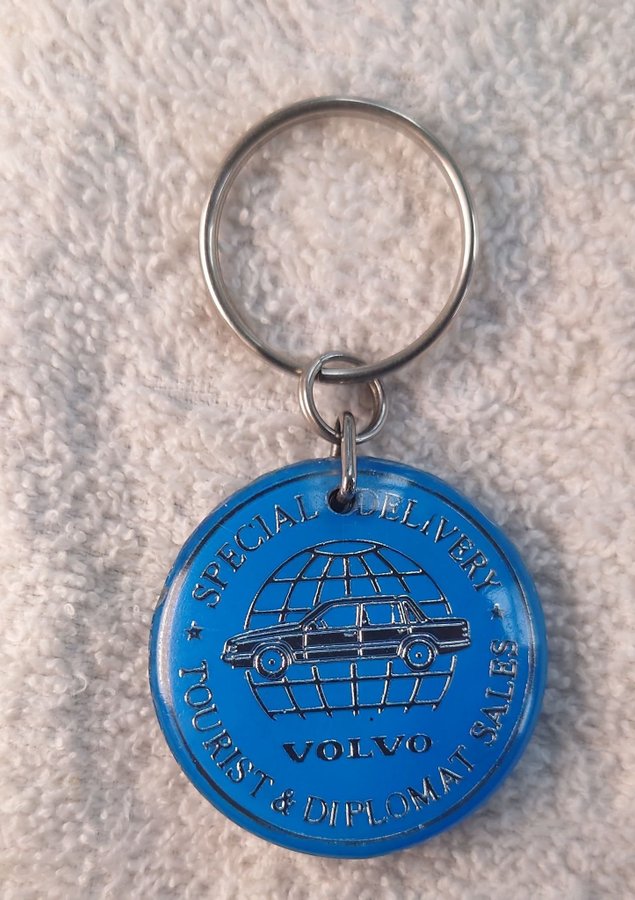 SPECIAL DELIVERY
VOLVO
TOURIST & DIPLOMAT SALES